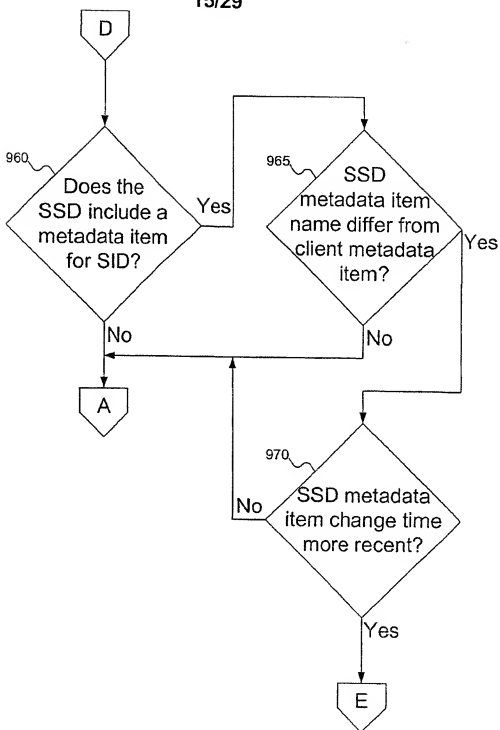 15/29
D
960
Does the
SSD include a
metadata item
for SID?
Yes
No
A
965
SSD
metadata item
name differ from
client metadata
item?
Yes
No
970
SSD metadata
item change time
more recent?
No
Yes
E